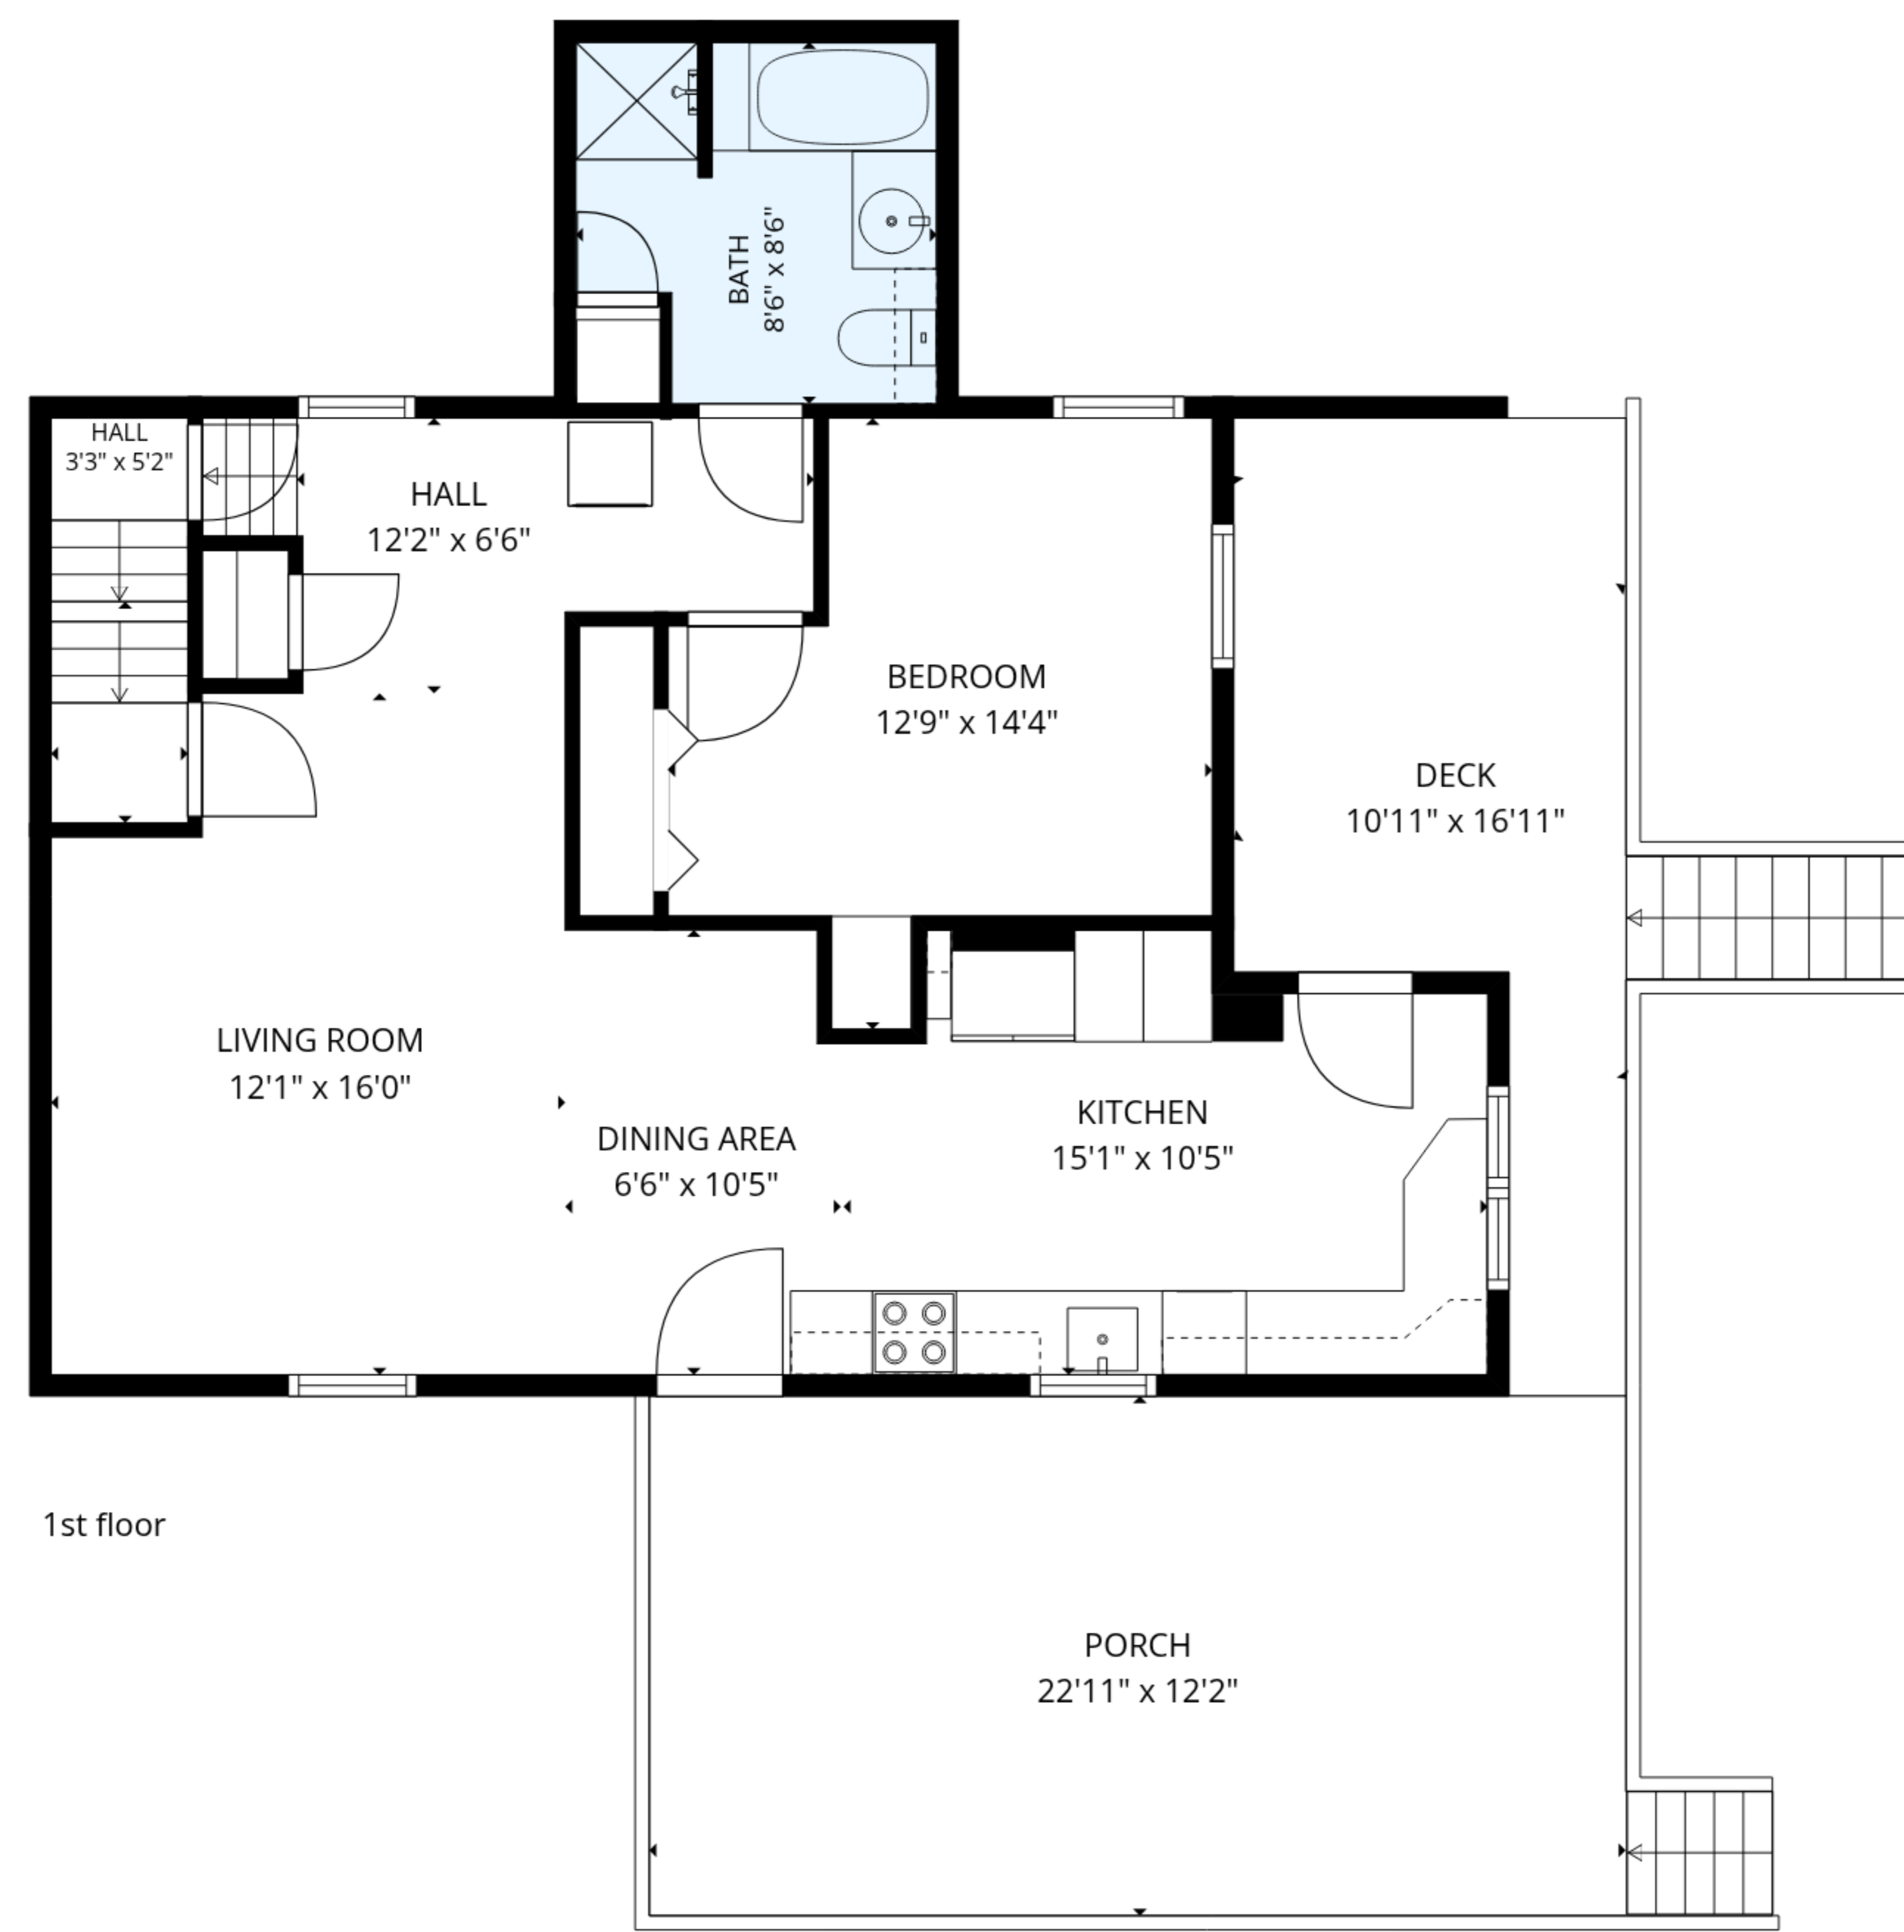 BATH
8'6" x 8'6"
HALL
3'3" x 5'2"
HALL
12'2" x 6'6"
BEDROOM
12'9" x 14'4"
DECK
10'11" x 16'11"
LIVING ROOM
12'1" x 16'0"
DINING AREA
6'6" x 10'5"
KITCHEN
15'1" x 10'5"
1st floor
PORCH
22'11" x 12'2"